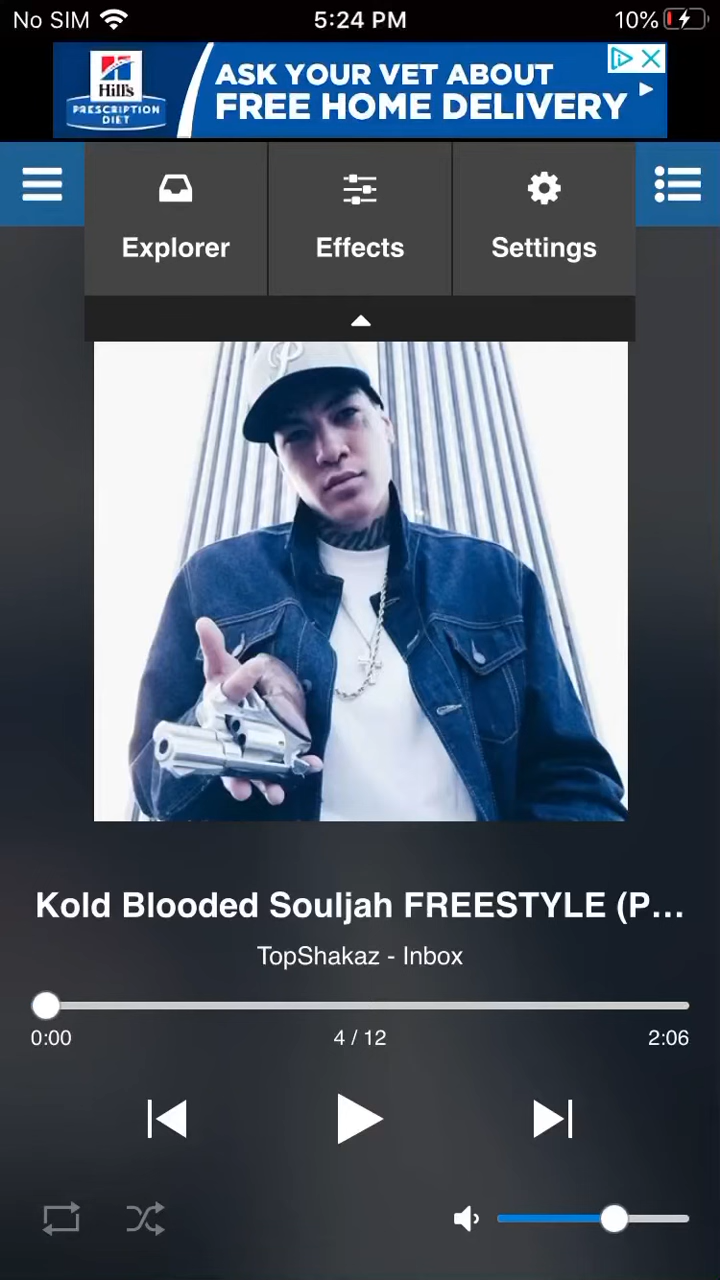 No SIM 5:24 PM 10%
Hill's
PRESCRIPTION
DIET
ASK YOUR VET ABOUT
FREE HOME DELIVERY
Explorer Effects Settings
P
Kold Blooded Souljah FREESTYLE (P...
TopShakaz - Inbox
0:00 4 / 12 2:06